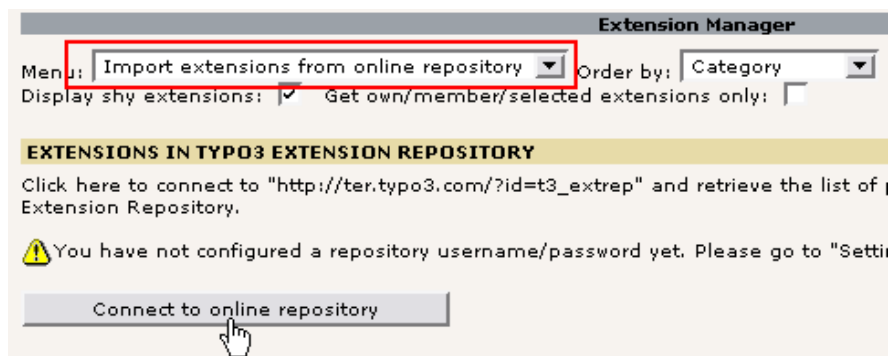 Extension Manager
Menu: Import extensions from online repository Order by: Category
Display shy extensions: Get own/member/selected extensions only:
EXTENSIONS IN TYPO3 EXTENSION REPOSITORY
Click here to connect to "http://ter.typo3.com/?id=t3_extrep" and retrieve the list of
Extension Repository.
You have not configured a repository username/password yet. Please go to "Settin
Connect to online repository